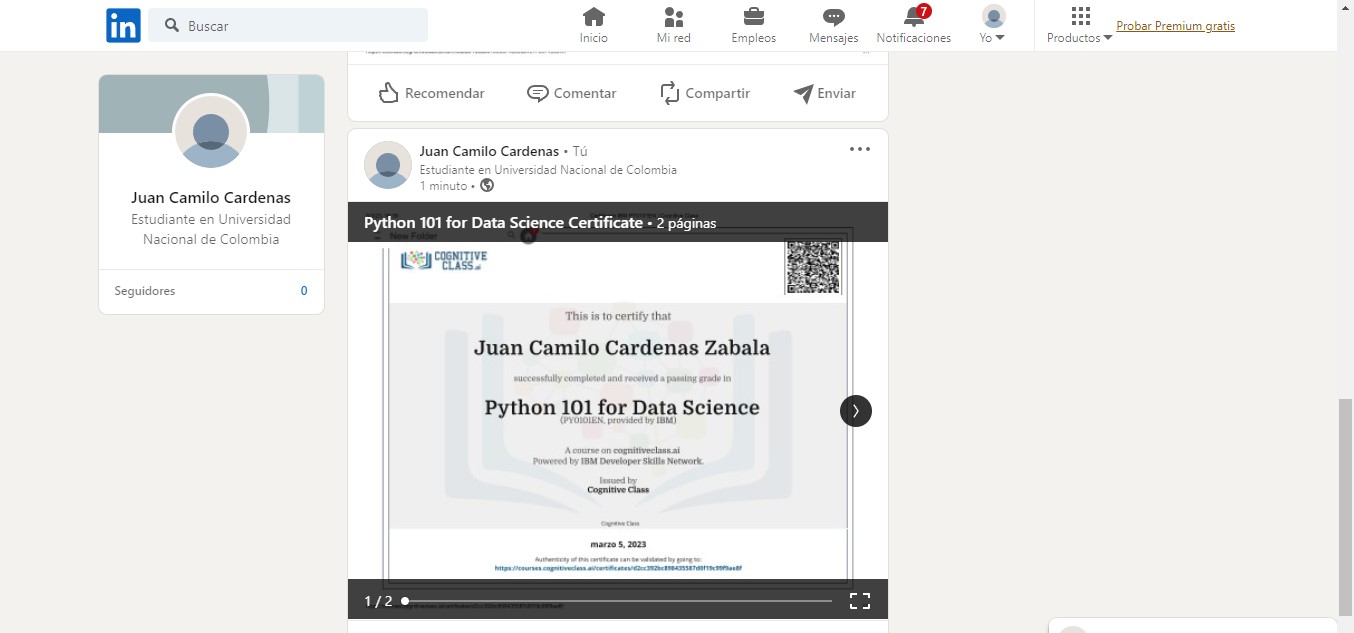 in
Buscar
Inicio
Mi red
Empleos
Mensajes
7
Notificaciones
Yo
Productos
Probar Premium gratis
Recomendar
Comentar
Compartir
Enviar
Juan Camilo Cardenas
Estudiante en Universidad
Nacional de Colombia
Seguidores 0
Juan Camilo Cardenas • Tú
Estudiante en Universidad Nacional de Colombia
1 minuto •
Python 101 for Data Science Certificate • 2 páginas
New Folder
COGNITIVE
CLASS.ai
This is to certify that
Juan Camilo Cardenas Zabala
successfully completed and received a passing grade in
Python 101 for Data Science
(PY0101EN, provided by IBM)
A course on cognitiveclass.ai
Powered by IBM Developer Skills Network.
Issued by
Cognitive Class
Cognitive Class
marzo 5, 2023
Authenticity of this certificate can be validated by going to:
https://courses.cognitiveclass.ai/certificates/d2cc392bc898435587d0f19c99f9ae8f
1 / 2